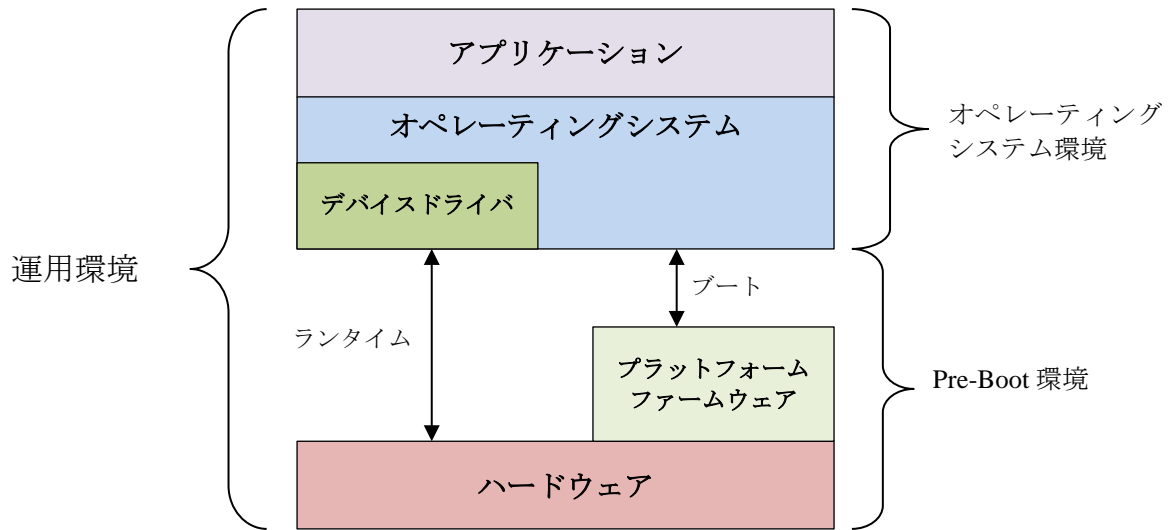 アプリケーション
オペレーティングシステム
デバイスドライバ
オペレーティング
システム環境
運用環境
ブート
ランタイム
プラットフォーム
ファームウェア
Pre-Boot 環境
ハードウェア